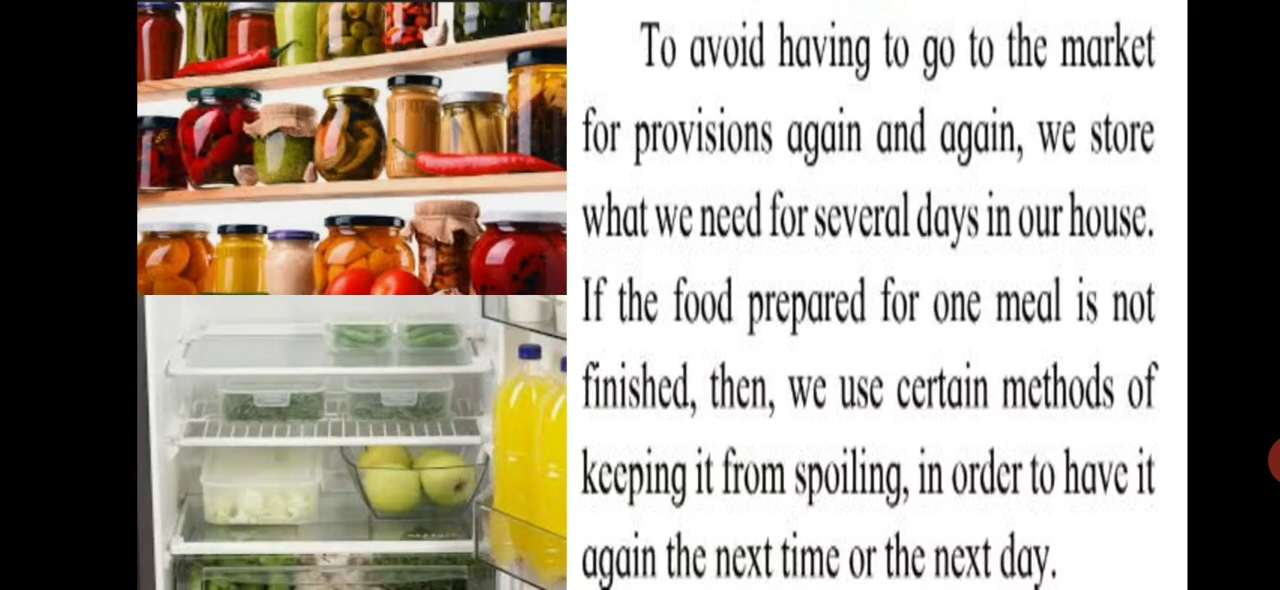 To avoid having to go to the market
for provisions again and again, we store
what we need for several days in our house.
If the food prepared for one meal is not
finished, then, we use certain methods of
keeping it from spoiling, in order to have it
again the next time or the next day.